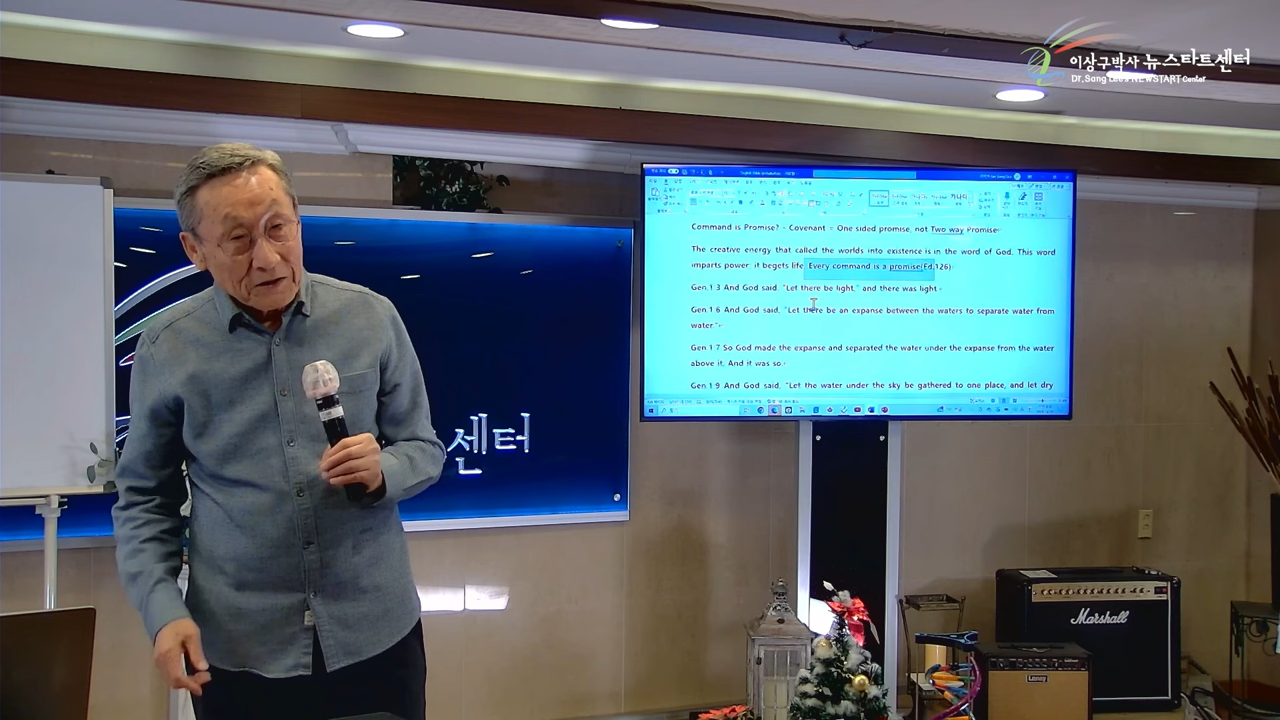 이상구박사 뉴스타트센터
Dr. Sang Lee's NEWSTART Center
Command is Promise? - Covenant = One sided promise, not Two way Promise
The creative energy that called the worlds into existence is in the word of God. This word
imparts power; it begets life. Every command is a promise(Ed,126)
Gen.1:3 And God said, "Let there be light," and there was light.
Gen.1:6 And God said, "Let there be an expanse between the waters to separate water from
water."
Gen.1:7 So God made the expanse and separated the water under the expanse from the water
above it. And it was so.
Gen.1:9 And God said, "Let the water under the sky be gathered to one place, and let dry
센터
Marshall
Laney